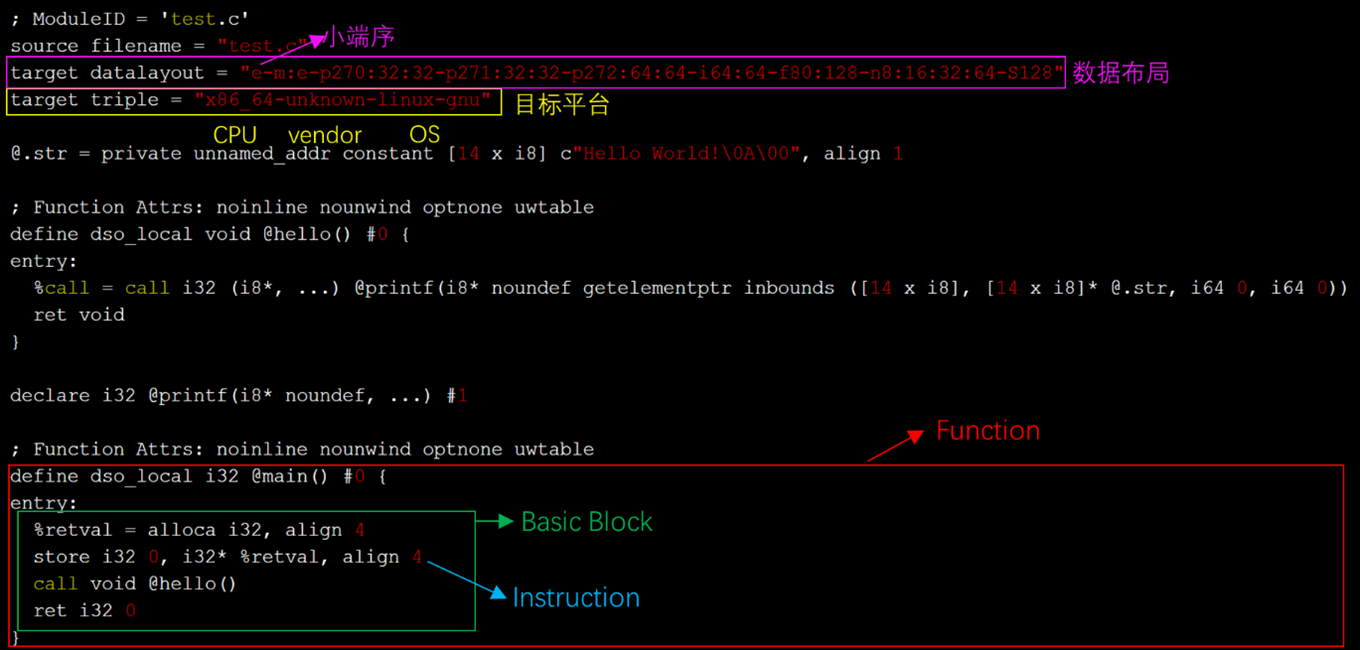 ; ModuleID = 'test.c'
source filename = "test.c"
小端序
target datalayout = "e-m:e-p270:32:32-p271:32:32-p272:64:64-i64:64-f80:128-n8:16:32:64-S128"
数据布局
target triple = "x86_64-unknown-linux-gnu"
目标平台
CPU vendor OS
@.str = private unnamed_addr constant [14 x i8] c"Hello World!\0A\00", align 1
; Function Attrs: noinline nounwind optnone uwtable
define dso_local void @hello() #0 {
entry:
%call = call i32 (i8*, ...) @printf(i8* noundef getelementptr inbounds ([14 x i8], [14 x i8]* @.str, i64 0, i64 0))
ret void
}
declare i32 @printf(i8* noundef, ...) #1
; Function Attrs: noinline nounwind optnone uwtable
Function
define dso_local i32 @main() #0 {
entry:
%retval = alloca i32, align 4
Basic Block
store i32 0, i32* %retval, align 4
call void @hello()
Instruction
ret i32 0
}